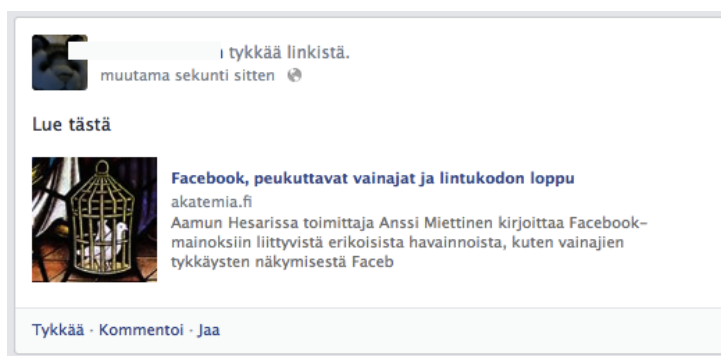 tykkää linkistä.
muutama sekunti sitten
Lue tästä
Facebook, peukuttavat vainajat ja lintukodon loppu
akatemia.fi
Aamun Hesarissa toimittaja Anssi Miettinen kirjoittaa Facebook-
mainoksiin liittyvistä erikoisista havainnoista, kuten vainajien
tykkäysten näkymisestä Faceb
Tykkää · Kommentoi · Jaa